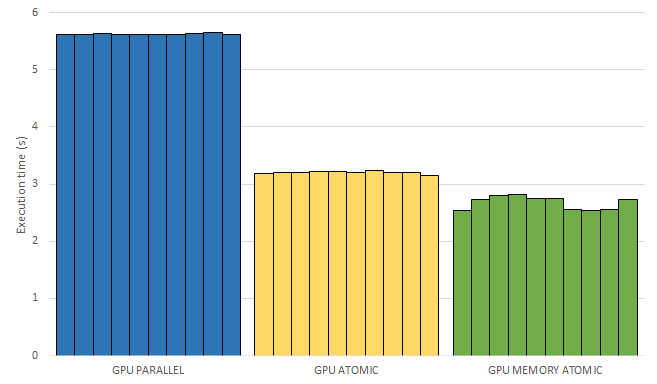 6
5
4
3
2
1
0
Execution time (s)
GPU PARALLEL
GPU ATOMIC
GPU MEMORY ATOMIC